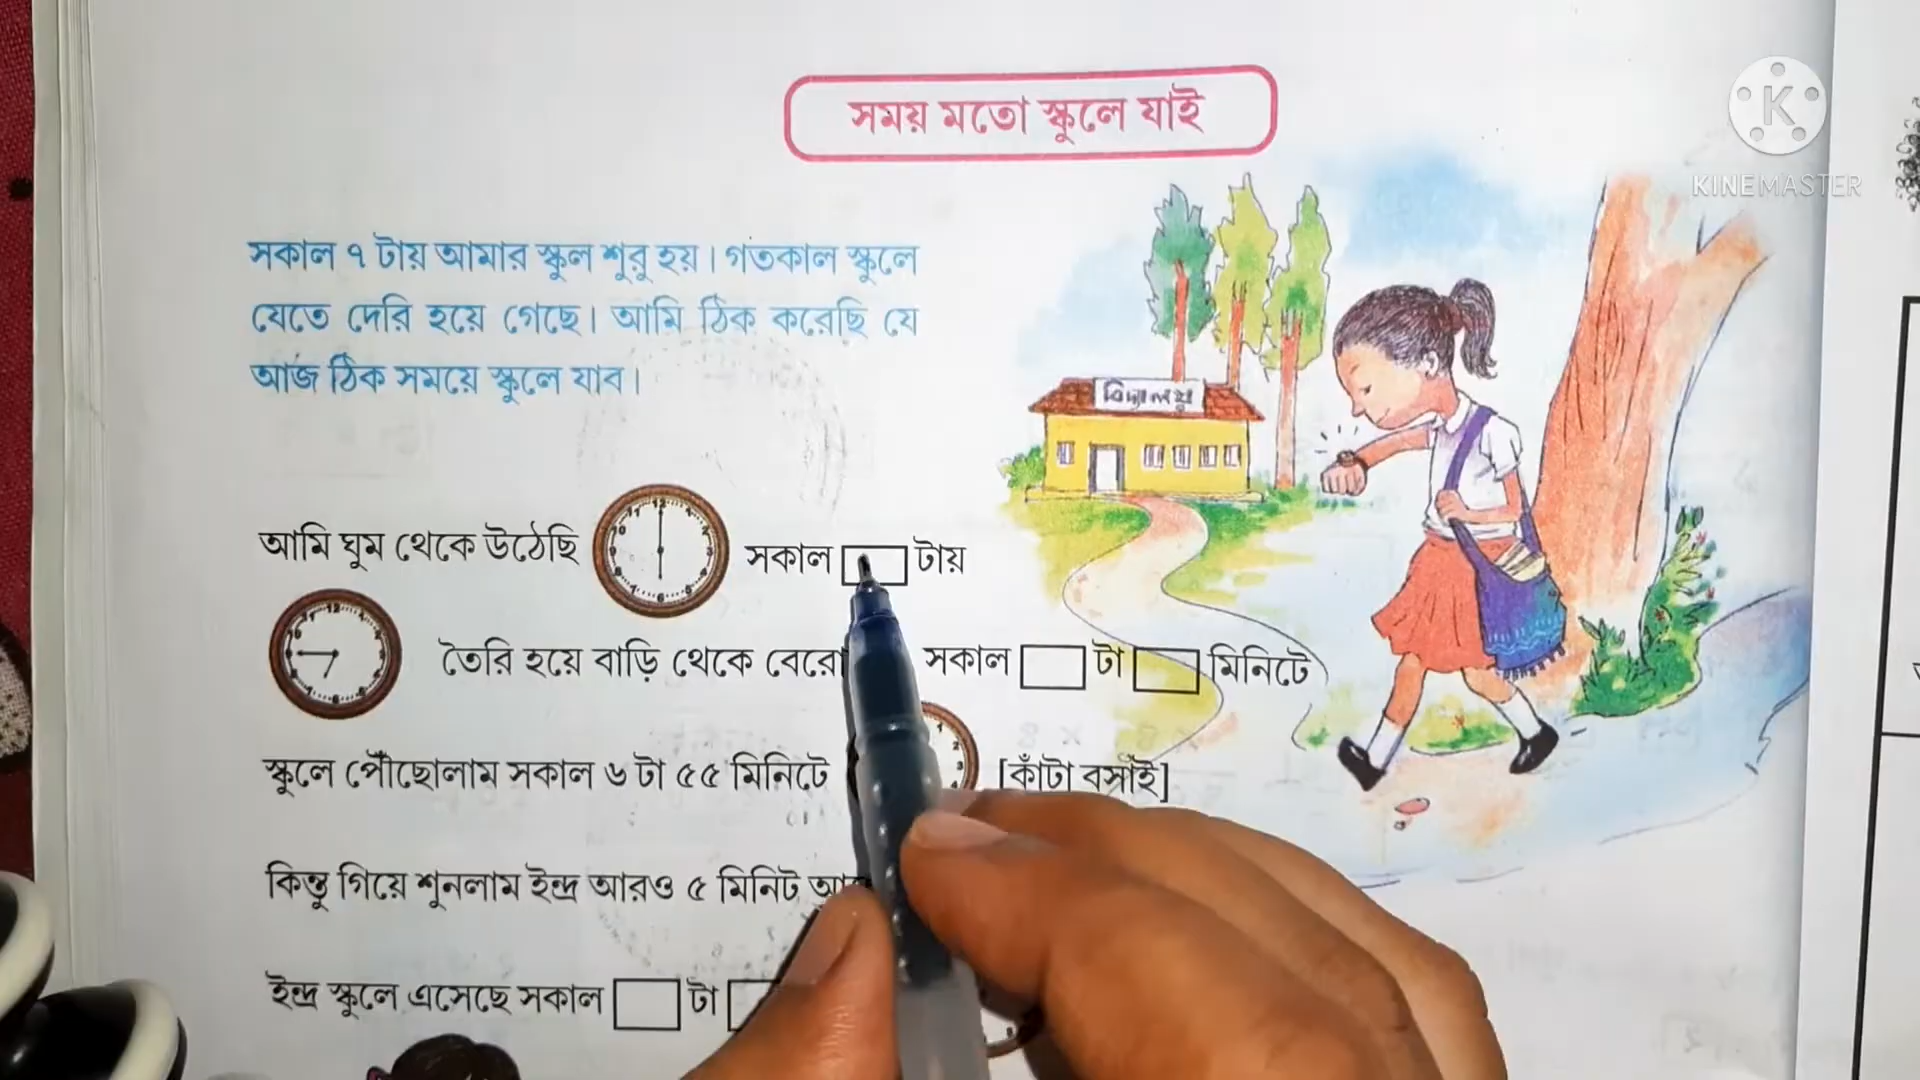 সময় মতো স্কুলে যাই
KINEMASTER
সকাল ৭ টায় আমার স্কুল শুরু হয়। গতকাল স্কুলে
যেতে দেরি হয়ে গেছে। আমি ঠিক করেছি যে
আজ ঠিক সময়ে স্কুলে যাব।
বিদ্যালয়
আমি ঘুম থেকে উঠেছি সকাল টায়
তৈরি হয়ে বাড়ি থেকে সকাল টা মিনিটে
স্কুলে পৌঁছোলাম সকাল ৬ টা ৫৫ মিনিটে [কাঁটা বসাই]
কিন্তু গিয়ে শুনলাম ইন্দ্র আরও ৫ মিনিট
ইন্দ্র স্কুলে এসেছে সকাল টা